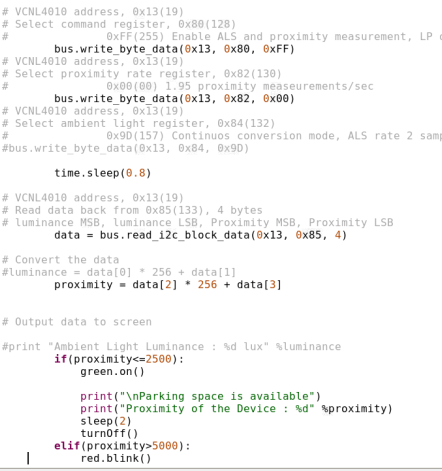 # VCNL4010 address, 0x13(19)
# Select command register, 0x80(128)
#               0xFF(255) Enable ALS and proximity measurement, LP
        bus.write_byte_data(0x13, 0x80, 0xFF)
# VCNL4010 address, 0x13(19)
# Select proximity rate register, 0x82(130)
#               0x00(00) 1.95 proximity measeurements/sec
        bus.write_byte_data(0x13, 0x82, 0x00)
# VCNL4010 address, 0x13(19)
# Select ambient light register, 0x84(132)
#               0x9D(157) Continuos conversion mode, ALS rate 2 samp
#bus.write_byte_data(0x13, 0x84, 0x9D)
        time.sleep(0.8)
# VCNL4010 address, 0x13(19)
# Read data back from 0x85(133), 4 bytes
# luminance MSB, luminance LSB, Proximity MSB, Proximity LSB
        data = bus.read_i2c_block_data(0x13, 0x85, 4)
# Convert the data
#luminance = data[0] * 256 + data[1]
        proximity = data[2] * 256 + data[3]
# Output data to screen
#print "Ambient Light Luminance : %d lux" %luminance
        if(proximity<=2500):
            green.on()
            print("\nParking space is available")
            print("Proximity of the Device : %d" %proximity)
            sleep(2)
            turnOff()
        elif(proximity>5000):
            red.blink()